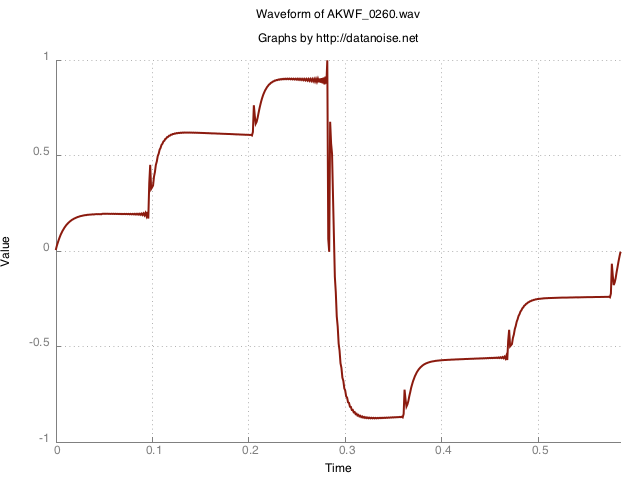 Waveform of AKWF_0260.wav
Graphs by http://datanoise.net
1
0.5
0
-0.5
-1
Value
0 0.1 0.2 0.3 0.4 0.5
Time